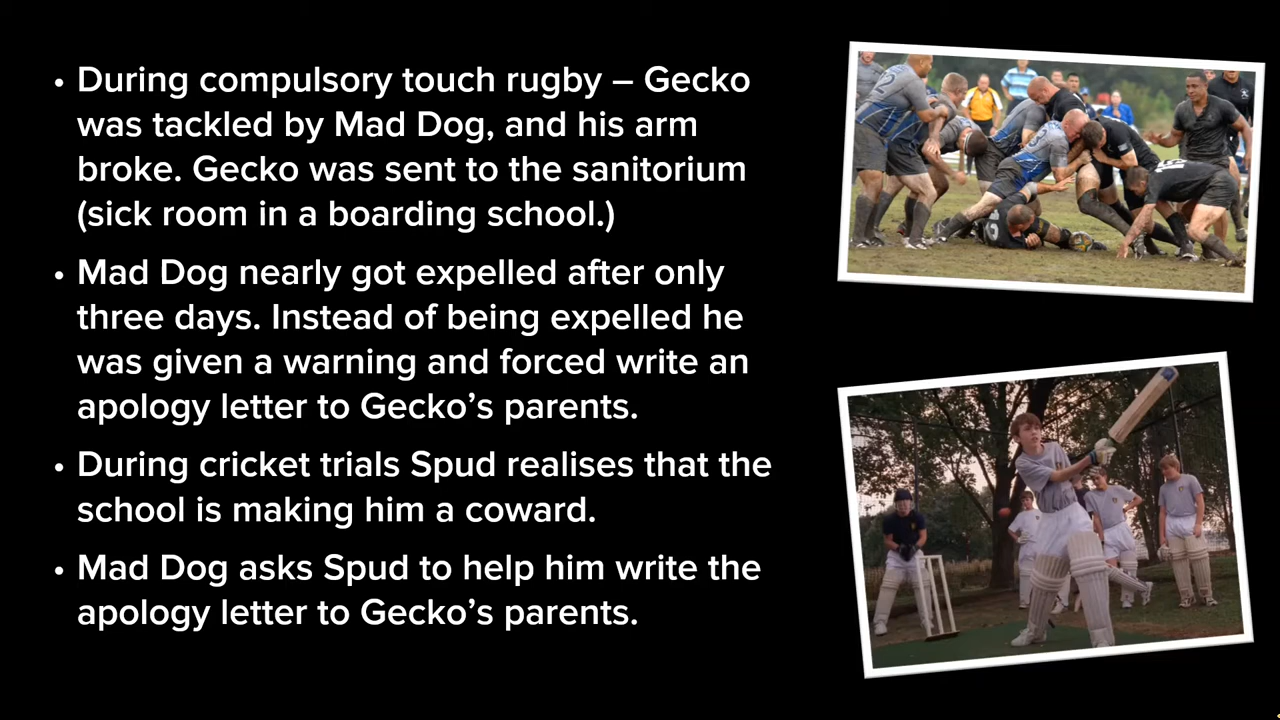 • During compulsory touch rugby – Gecko
was tackled by Mad Dog, and his arm
broke. Gecko was sent to the sanitorium
(sick room in a boarding school.)
• Mad Dog nearly got expelled after only
three days. Instead of being expelled he
was given a warning and forced write an
apology letter to Gecko’s parents.
• During cricket trials Spud realises that the
school is making him a coward.
• Mad Dog asks Spud to help him write the
apology letter to Gecko’s parents.